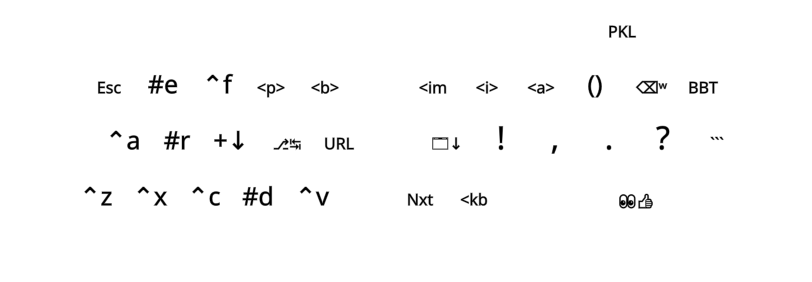 PKL
Esc #e ^f <p> <b> <im <i> <a> () ⌫ʷ BBT
^a #r +↓ ⎇↹ URL 🗔↓ ! , . ? ```
^z ^x ^c #d ^v Nxt <kb 👀👍